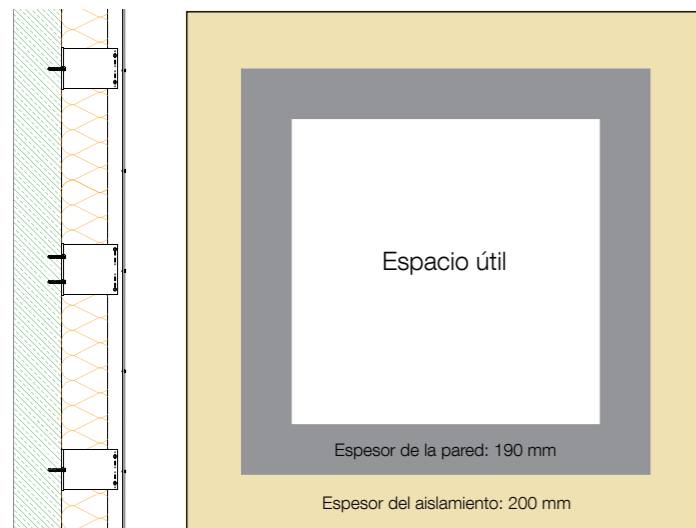 Espacio útil
Espesor de la pared: 190 mm
Espesor del aislamiento: 200 mm